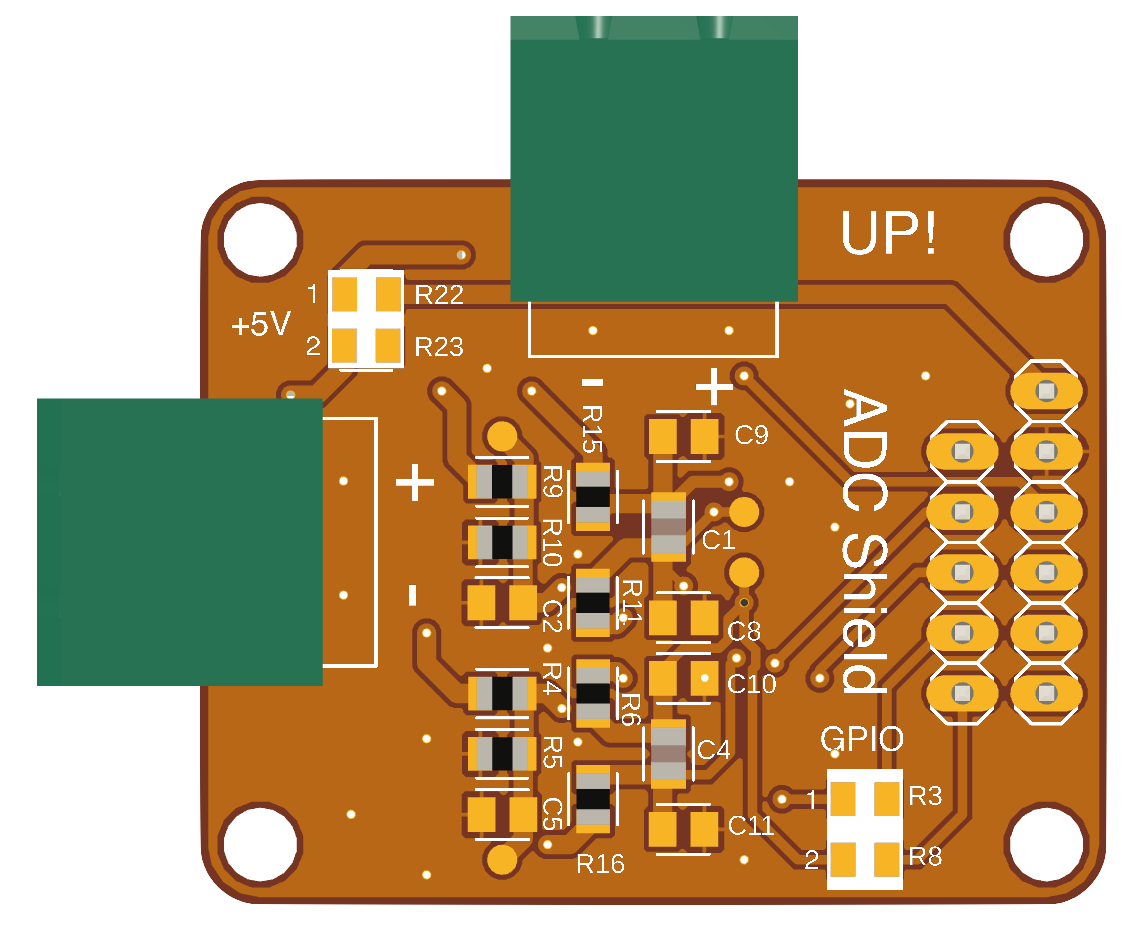 UP!
1
R22
+5V
2
R23
-
+
R15
C9
ADC Shield
+
R9
C1
R10
-
C2
R11
C8
R4
C10
R6
GPIO
R5
C4
1
R3
C5
C11
2
R8
R16